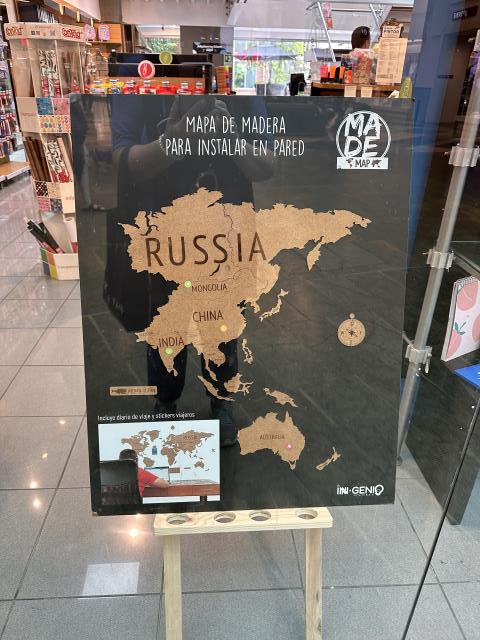 MAPA DE MADERA
PARA INSTALAR EN PARED
MA
DE
MAP
RUSSIA
MONGOLIA
CHINA
INDIA
AUSTRALIA
Incluye diario de viaje y stickers viajeros
IN·GENIO